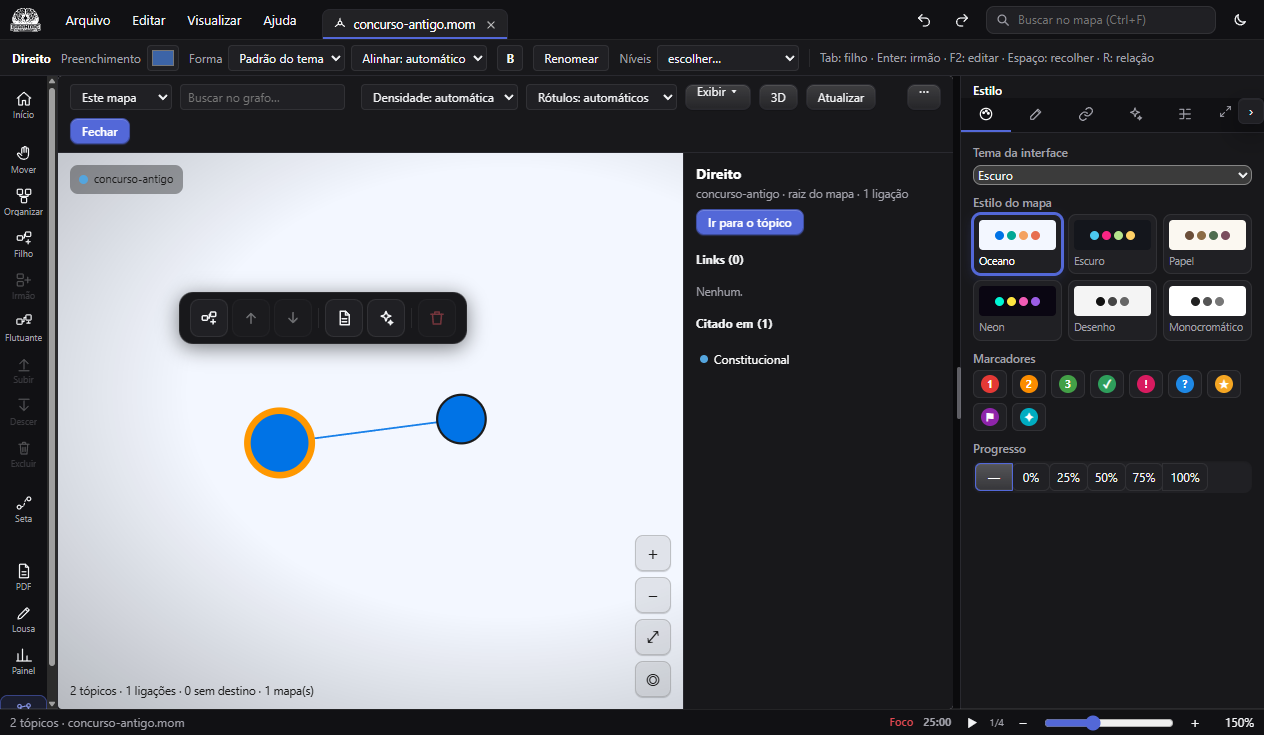 Arquivo Editar Visualizar Ajuda concurso-antigo.mom × Buscar no mapa (Ctrl+F)
Direito Preenchimento Forma Padrão do tema Alinhar: automático B Renomear Níveis escolher... Tab: filho · Enter: irmão · F2: editar · Espaço: recolher · R: relação
Início
Mover
Organizar
Filho
Irmão
Flutuante
Subir
Descer
Excluir
Seta
PDF
Lousa
Painel
Este mapa Buscar no grafo... Densidade: automática Rótulos: automáticos Exibir 3D Atualizar ...
Fechar
concurso-antigo
2 tópicos · 1 ligações · 0 sem destino · 1 mapa(s)
Direito
concurso-antigo · raiz do mapa · 1 ligação
Ir para o tópico
Links (0)
Nenhum.
Citado em (1)
Constitucional
Estilo
Tema da interface
Escuro
Estilo do mapa
Oceano Escuro Papel
Neon Desenho Monocromático
Marcadores
1 2 3 ✓ ! ? ★
Progresso
— 0% 25% 50% 75% 100%
2 tópicos · concurso-antigo.mom Foco 25:00 1/4 − + 150%